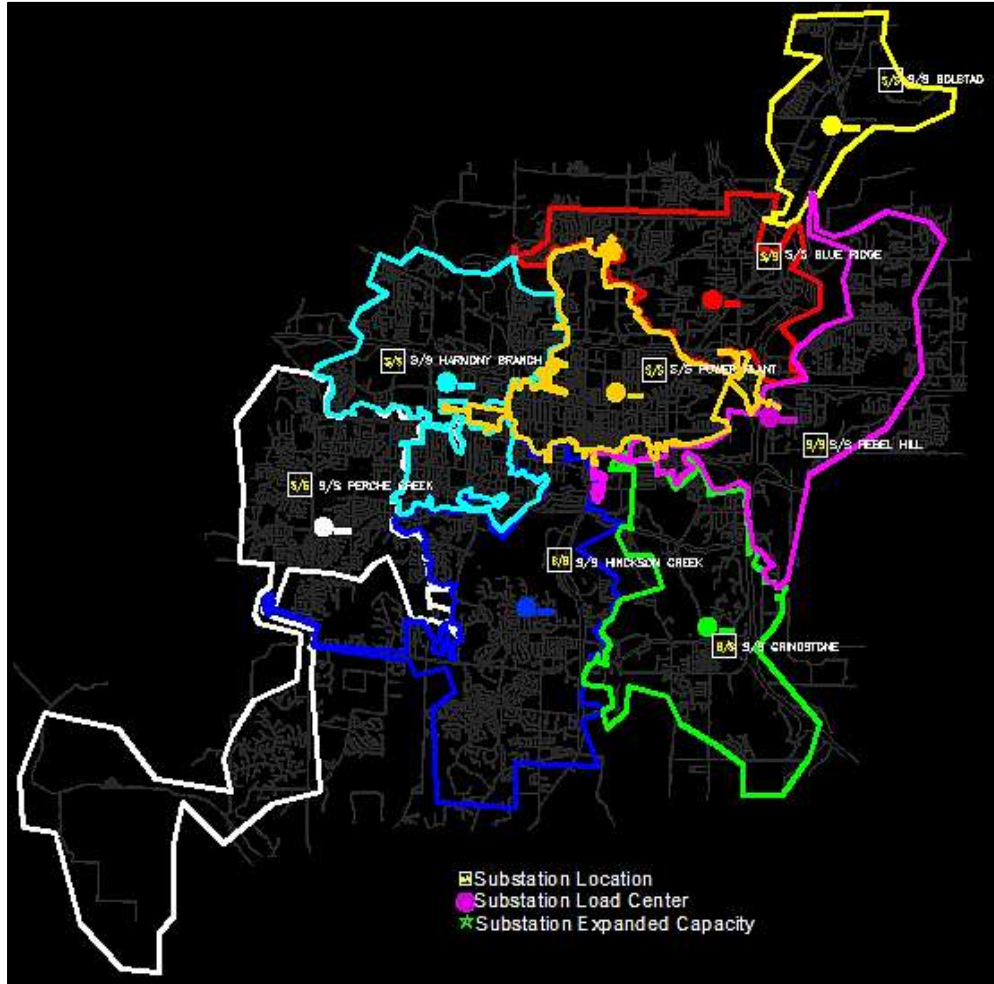 S/S S/S BOLSTAD
S/S S/S BLUE RIDGE
S/S S/S HARMONY BRANCH
S/S S/S POWER PLANT
S/S S/S REBEL HILL
S/S S/S PERCHE CREEK
S/S S/S HINCKSON CREEK
S/S S/S GRINDSTONE
Substation Location
Substation Load Center
Substation Expanded Capacity